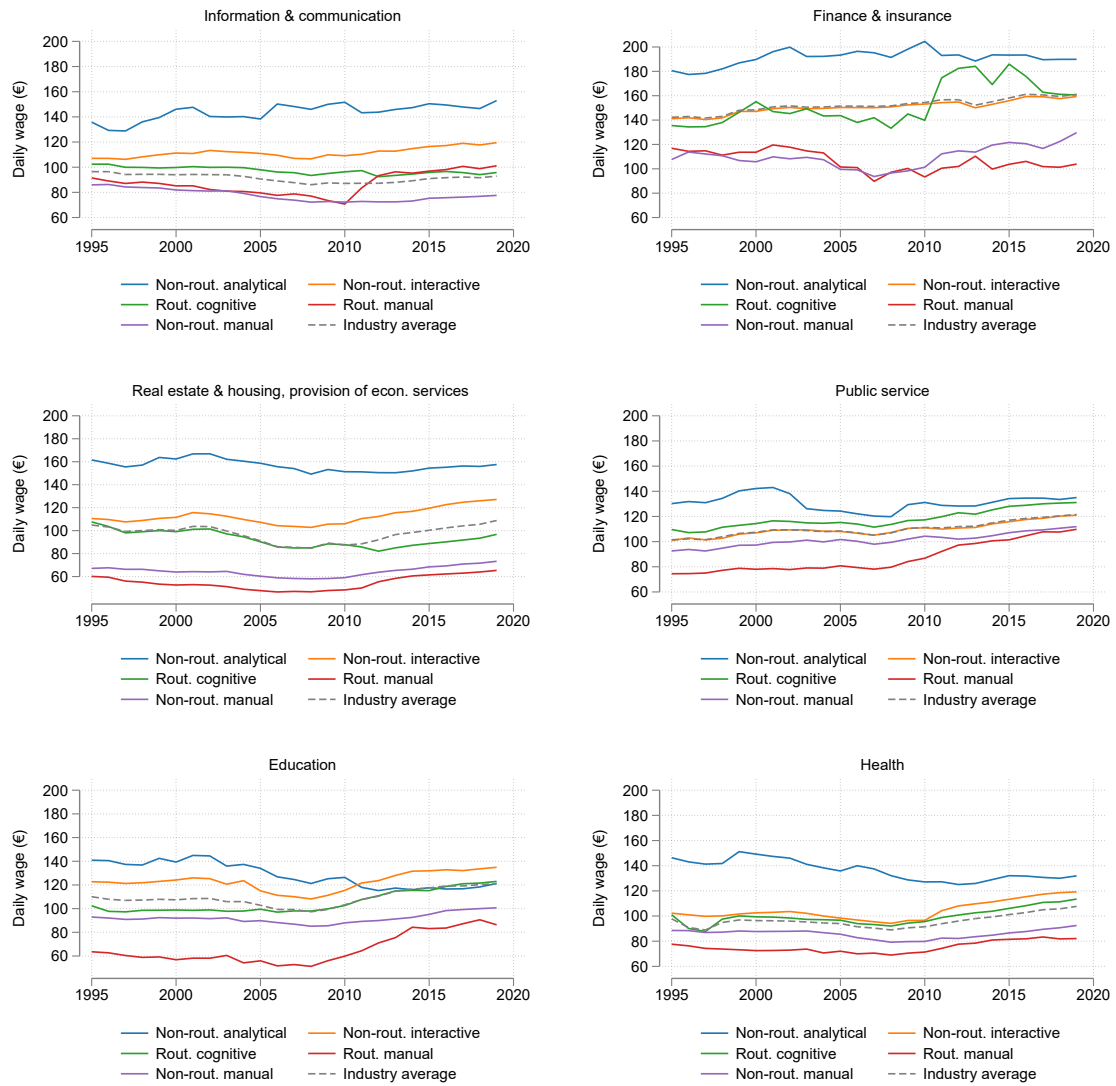 Information & communication
Daily wage (€)
200
180
160
140
120
100
80
60
1995 2000 2005 2010 2015 2020
Non-rout. analytical Non-rout. interactive
Rout. cognitive Rout. manual
Non-rout. manual Industry average
Finance & insurance
Daily wage (€)
200
180
160
140
120
100
80
60
1995 2000 2005 2010 2015 2020
Non-rout. analytical Non-rout. interactive
Rout. cognitive Rout. manual
Non-rout. manual Industry average
Real estate & housing, provision of econ. services
Daily wage (€)
200
180
160
140
120
100
80
60
1995 2000 2005 2010 2015 2020
Non-rout. analytical Non-rout. interactive
Rout. cognitive Rout. manual
Non-rout. manual Industry average
Public service
Daily wage (€)
200
180
160
140
120
100
80
60
1995 2000 2005 2010 2015 2020
Non-rout. analytical Non-rout. interactive
Rout. cognitive Rout. manual
Non-rout. manual Industry average
Education
Daily wage (€)
200
180
160
140
120
100
80
60
1995 2000 2005 2010 2015 2020
Non-rout. analytical Non-rout. interactive
Rout. cognitive Rout. manual
Non-rout. manual Industry average
Health
Daily wage (€)
200
180
160
140
120
100
80
60
1995 2000 2005 2010 2015 2020
Non-rout. analytical Non-rout. interactive
Rout. cognitive Rout. manual
Non-rout. manual Industry average